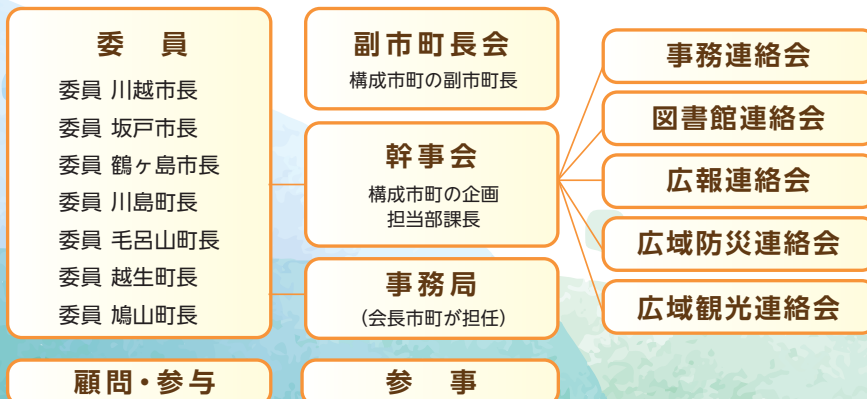 委　員
委員 川越市長
委員 坂戸市長
委員 鶴ヶ島市長
委員 川島町長
委員 毛呂山町長
委員 越生町長
委員 鳩山町長
顧問・参与
副市町長会
構成市町の副市町長
幹事会
構成市町の企画
担当部課長
事務局
(会長市町が担任)
参　事
事務連絡会
図書館連絡会
広報連絡会
広域防災連絡会
広域観光連絡会